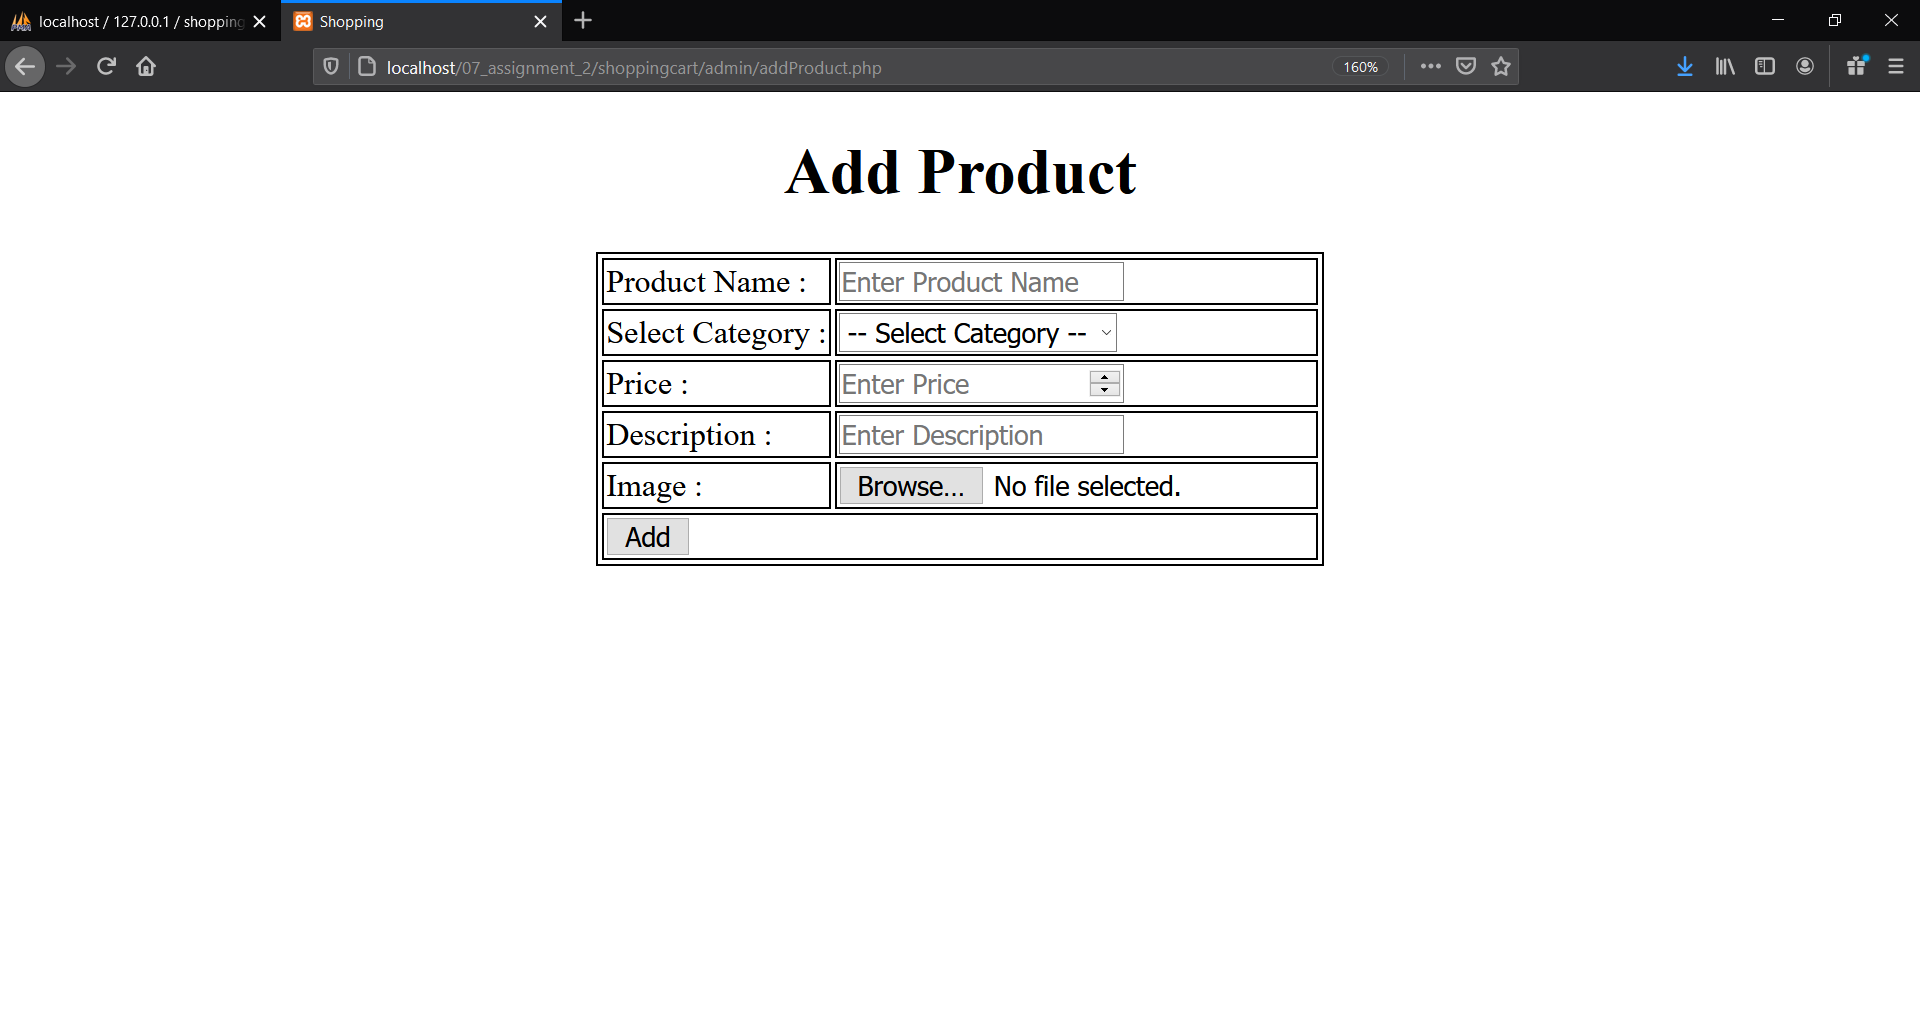 localhost / 127.0.0.1 / shopping
Shopping
localhost/07_assignment_2/shoppingcart/admin/addProduct.php
160%
Add Product
Product Name :
Enter Product Name
Select Category :
-- Select Category --
Price :
Enter Price
Description :
Enter Description
Image :
Browse... No file selected.
Add